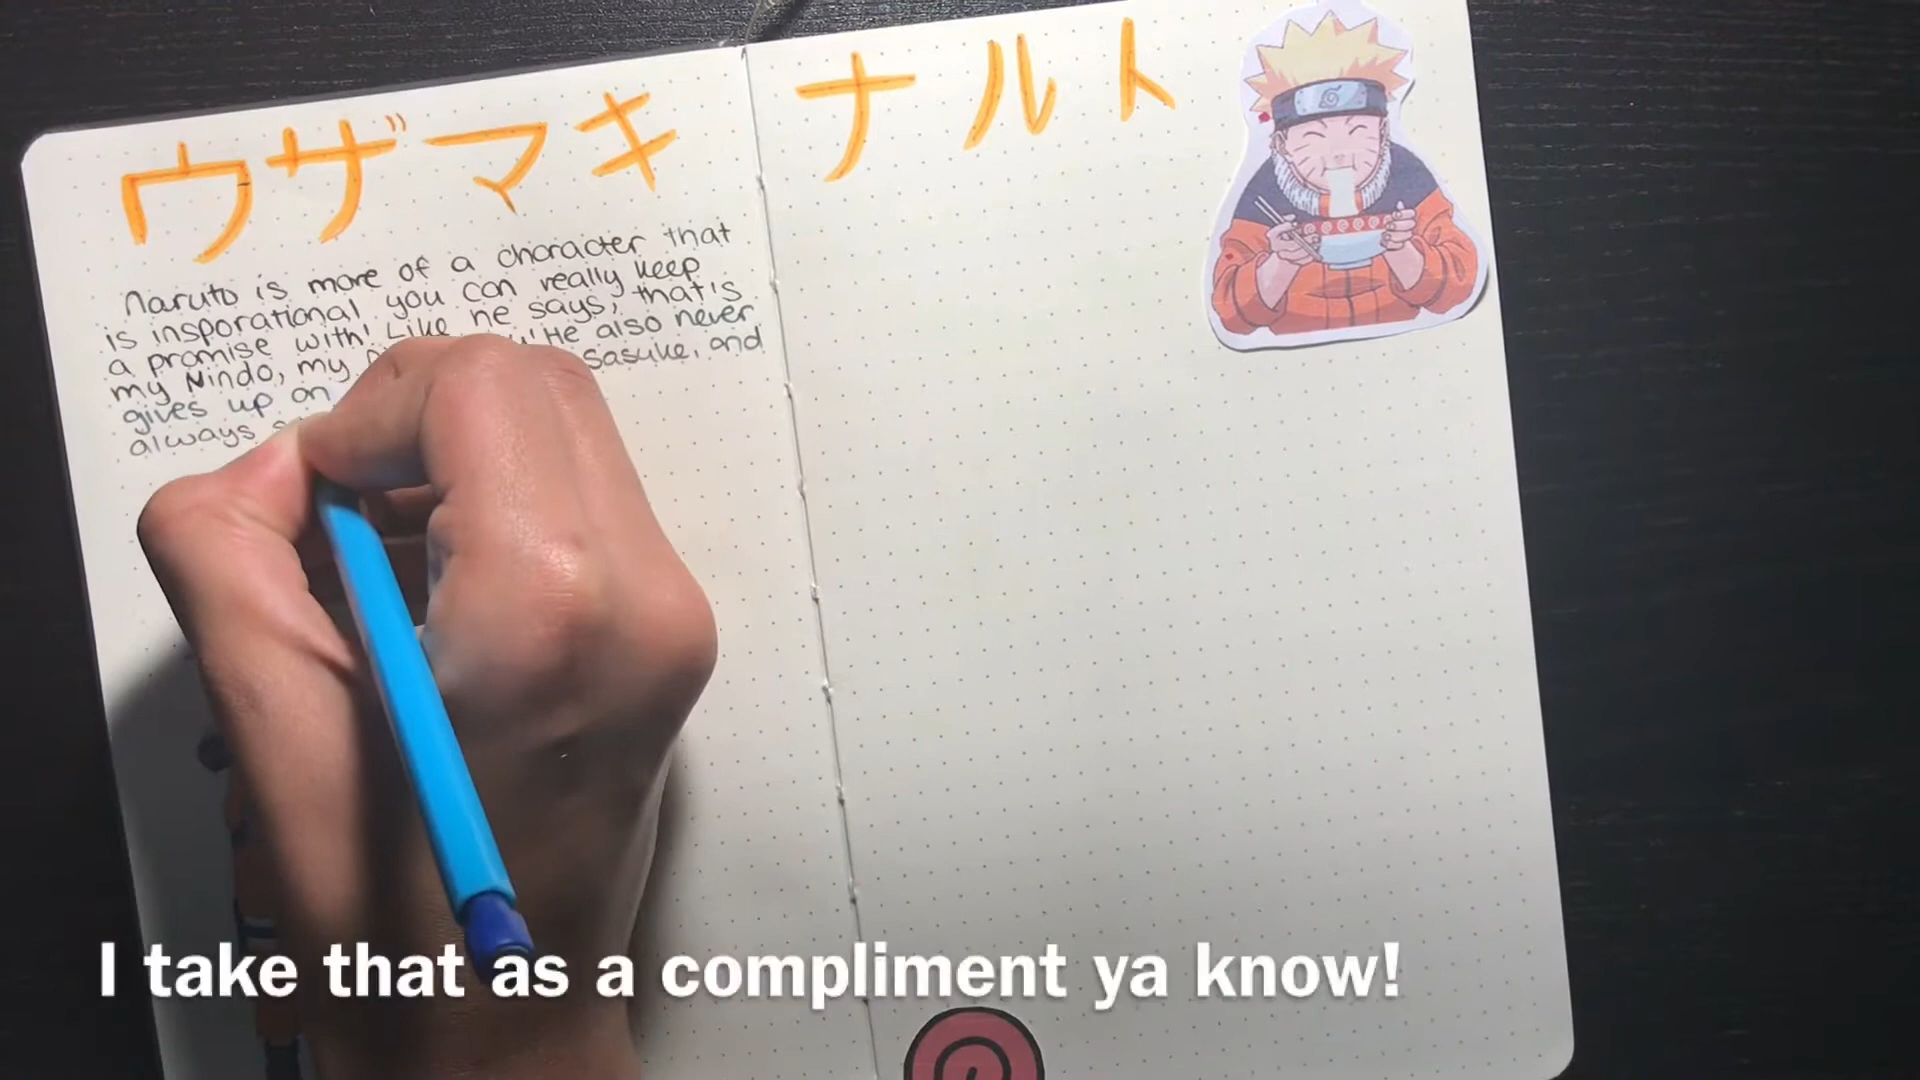 ウザマキ ナルト
Naruto is more of a character that
is insporational you can really keep
a promise with! Like he says, that's
my Nindo, my He also never
gives up on Sasuke, and
always
I take that as a compliment ya know!